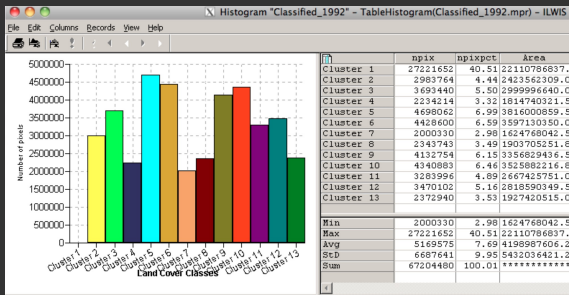 Histogram "Classified_1992" - TableHistogram(Classified_1992.mpr) - ILWIS
File Edit Columns Records View Help
5000000
4500000
4000000
3500000
3000000
2500000
2000000
1500000
1000000
500000
0
Number of pixels
Cluster 1 Cluster 2 Cluster 3 Cluster 4 Cluster 5 Cluster 6 Cluster 7 Cluster 8 Cluster 9 Cluster 10 Cluster 11 Cluster 12 Cluster 13
Land Cover Classes
npix npixpct Area
Cluster 1 27221652 40.51 22110786837.
Cluster 2 2983764 4.44 2423562309.0
Cluster 3 3693440 5.50 2999996640.0
Cluster 4 2234214 3.32 1814740321.5
Cluster 5 4698062 6.99 3816000859.5
Cluster 6 4428600 6.59 3597130350.0
Cluster 7 2000330 2.98 1624768042.5
Cluster 8 2343743 3.49 1903705251.8
Cluster 9 4132754 6.15 3356829436.5
Cluster 10 4340883 6.46 3525882216.8
Cluster 11 3283996 4.89 2667425751.0
Cluster 12 3470102 5.16 2818590349.5
Cluster 13 2372940 3.53 1927420515.0
Min 2000330 2.98 1624768042.5
Max 27221652 40.51 22110786837.
Avg 5169575 7.69 4198987606.2
StD 6687641 9.95 5432036421.2
Sum 67204480 100.01 ***********